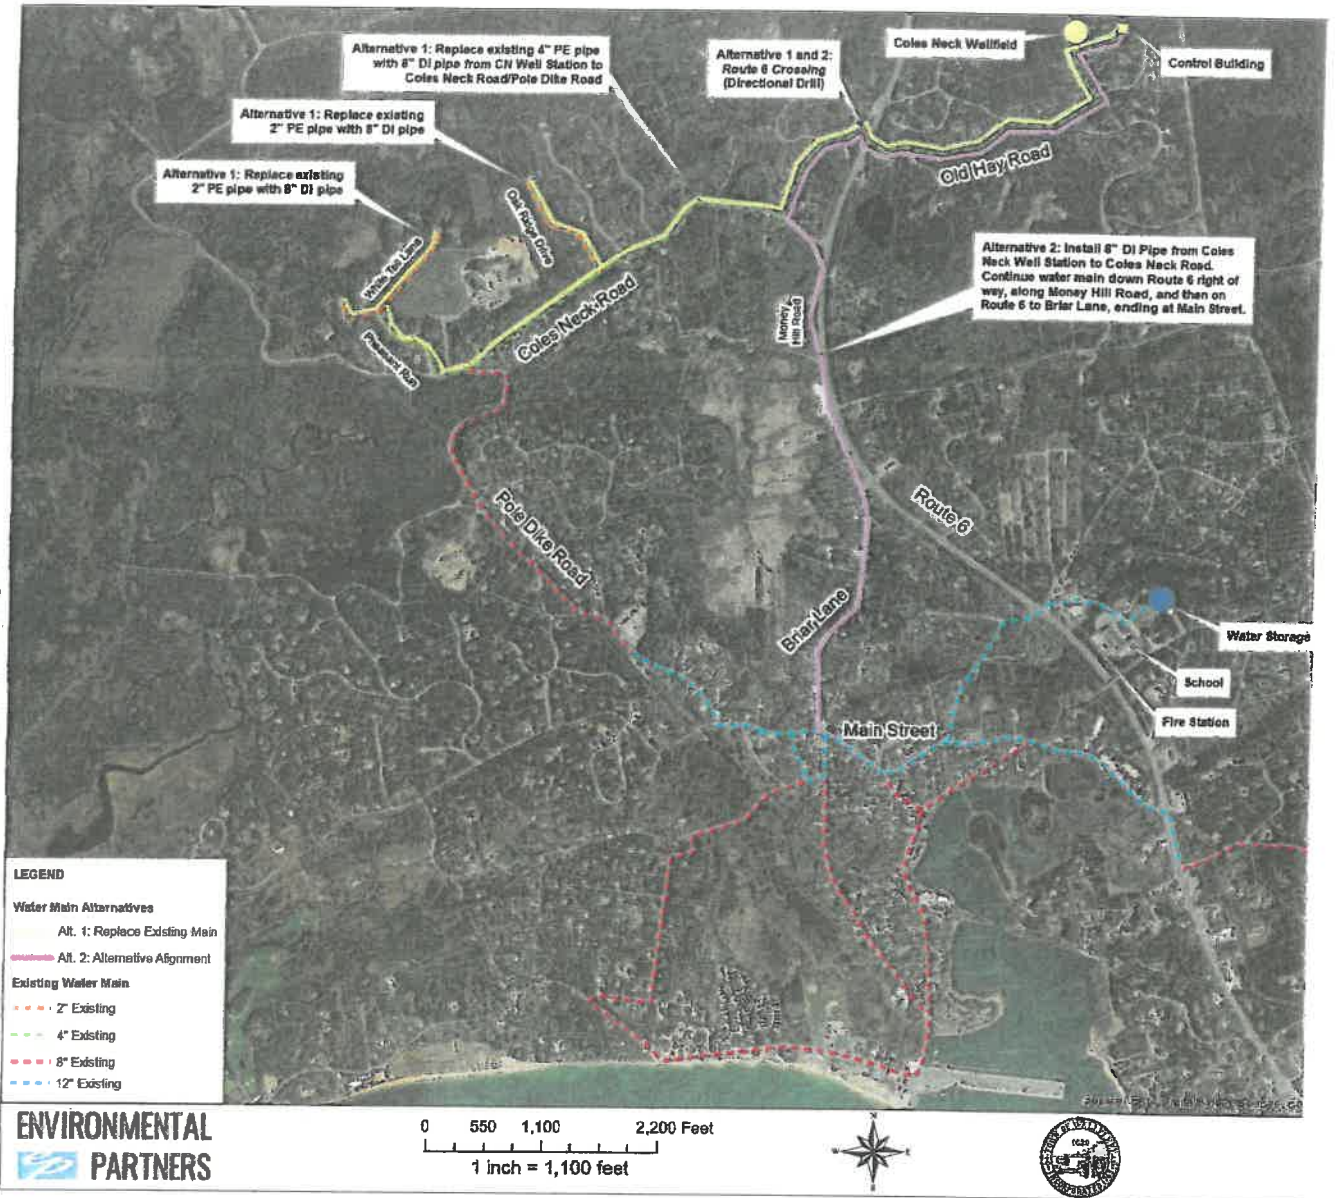 Alternative 1: Replace existing 4" PE pipe
with 8" DI pipe from CN Well Station to
Coles Neck Road/Pole Dike Road
Alternative 1 and 2:
Route 6 Crossing
(Directional Drill)
Coles Neck Wellfield
Control Building
Alternative 1: Replace existing
2" PE pipe with 8" DI pipe
Alternative 1: Replace existing
2" PE pipe with 8" DI pipe
Old Hay Road
Oak Ridge Drive
White Tail Lane
Alternative 2: Install 8" DI Pipe from Coles
Neck Well Station to Coles Neck Road.
Continue water main down Route 6 right of
way, along Money Hill Road, and then on
Route 6 to Briar Lane, ending at Main Street.
Coles Neck Road
Money
Hill Road
Pheasant Run
Pole Dike Road
Route 6
Briar Lane
Water Storage
School
Fire Station
Main Street
LEGEND
Water Main Alternatives
Alt. 1: Replace Existing Main
Alt. 2: Alternative Alignment
Existing Water Main
2" Existing
4" Existing
8" Existing
12" Existing
ENVIRONMENTAL
PARTNERS
0 550 1,100 2,200 Feet
1 inch = 1,100 feet
N
W E
S